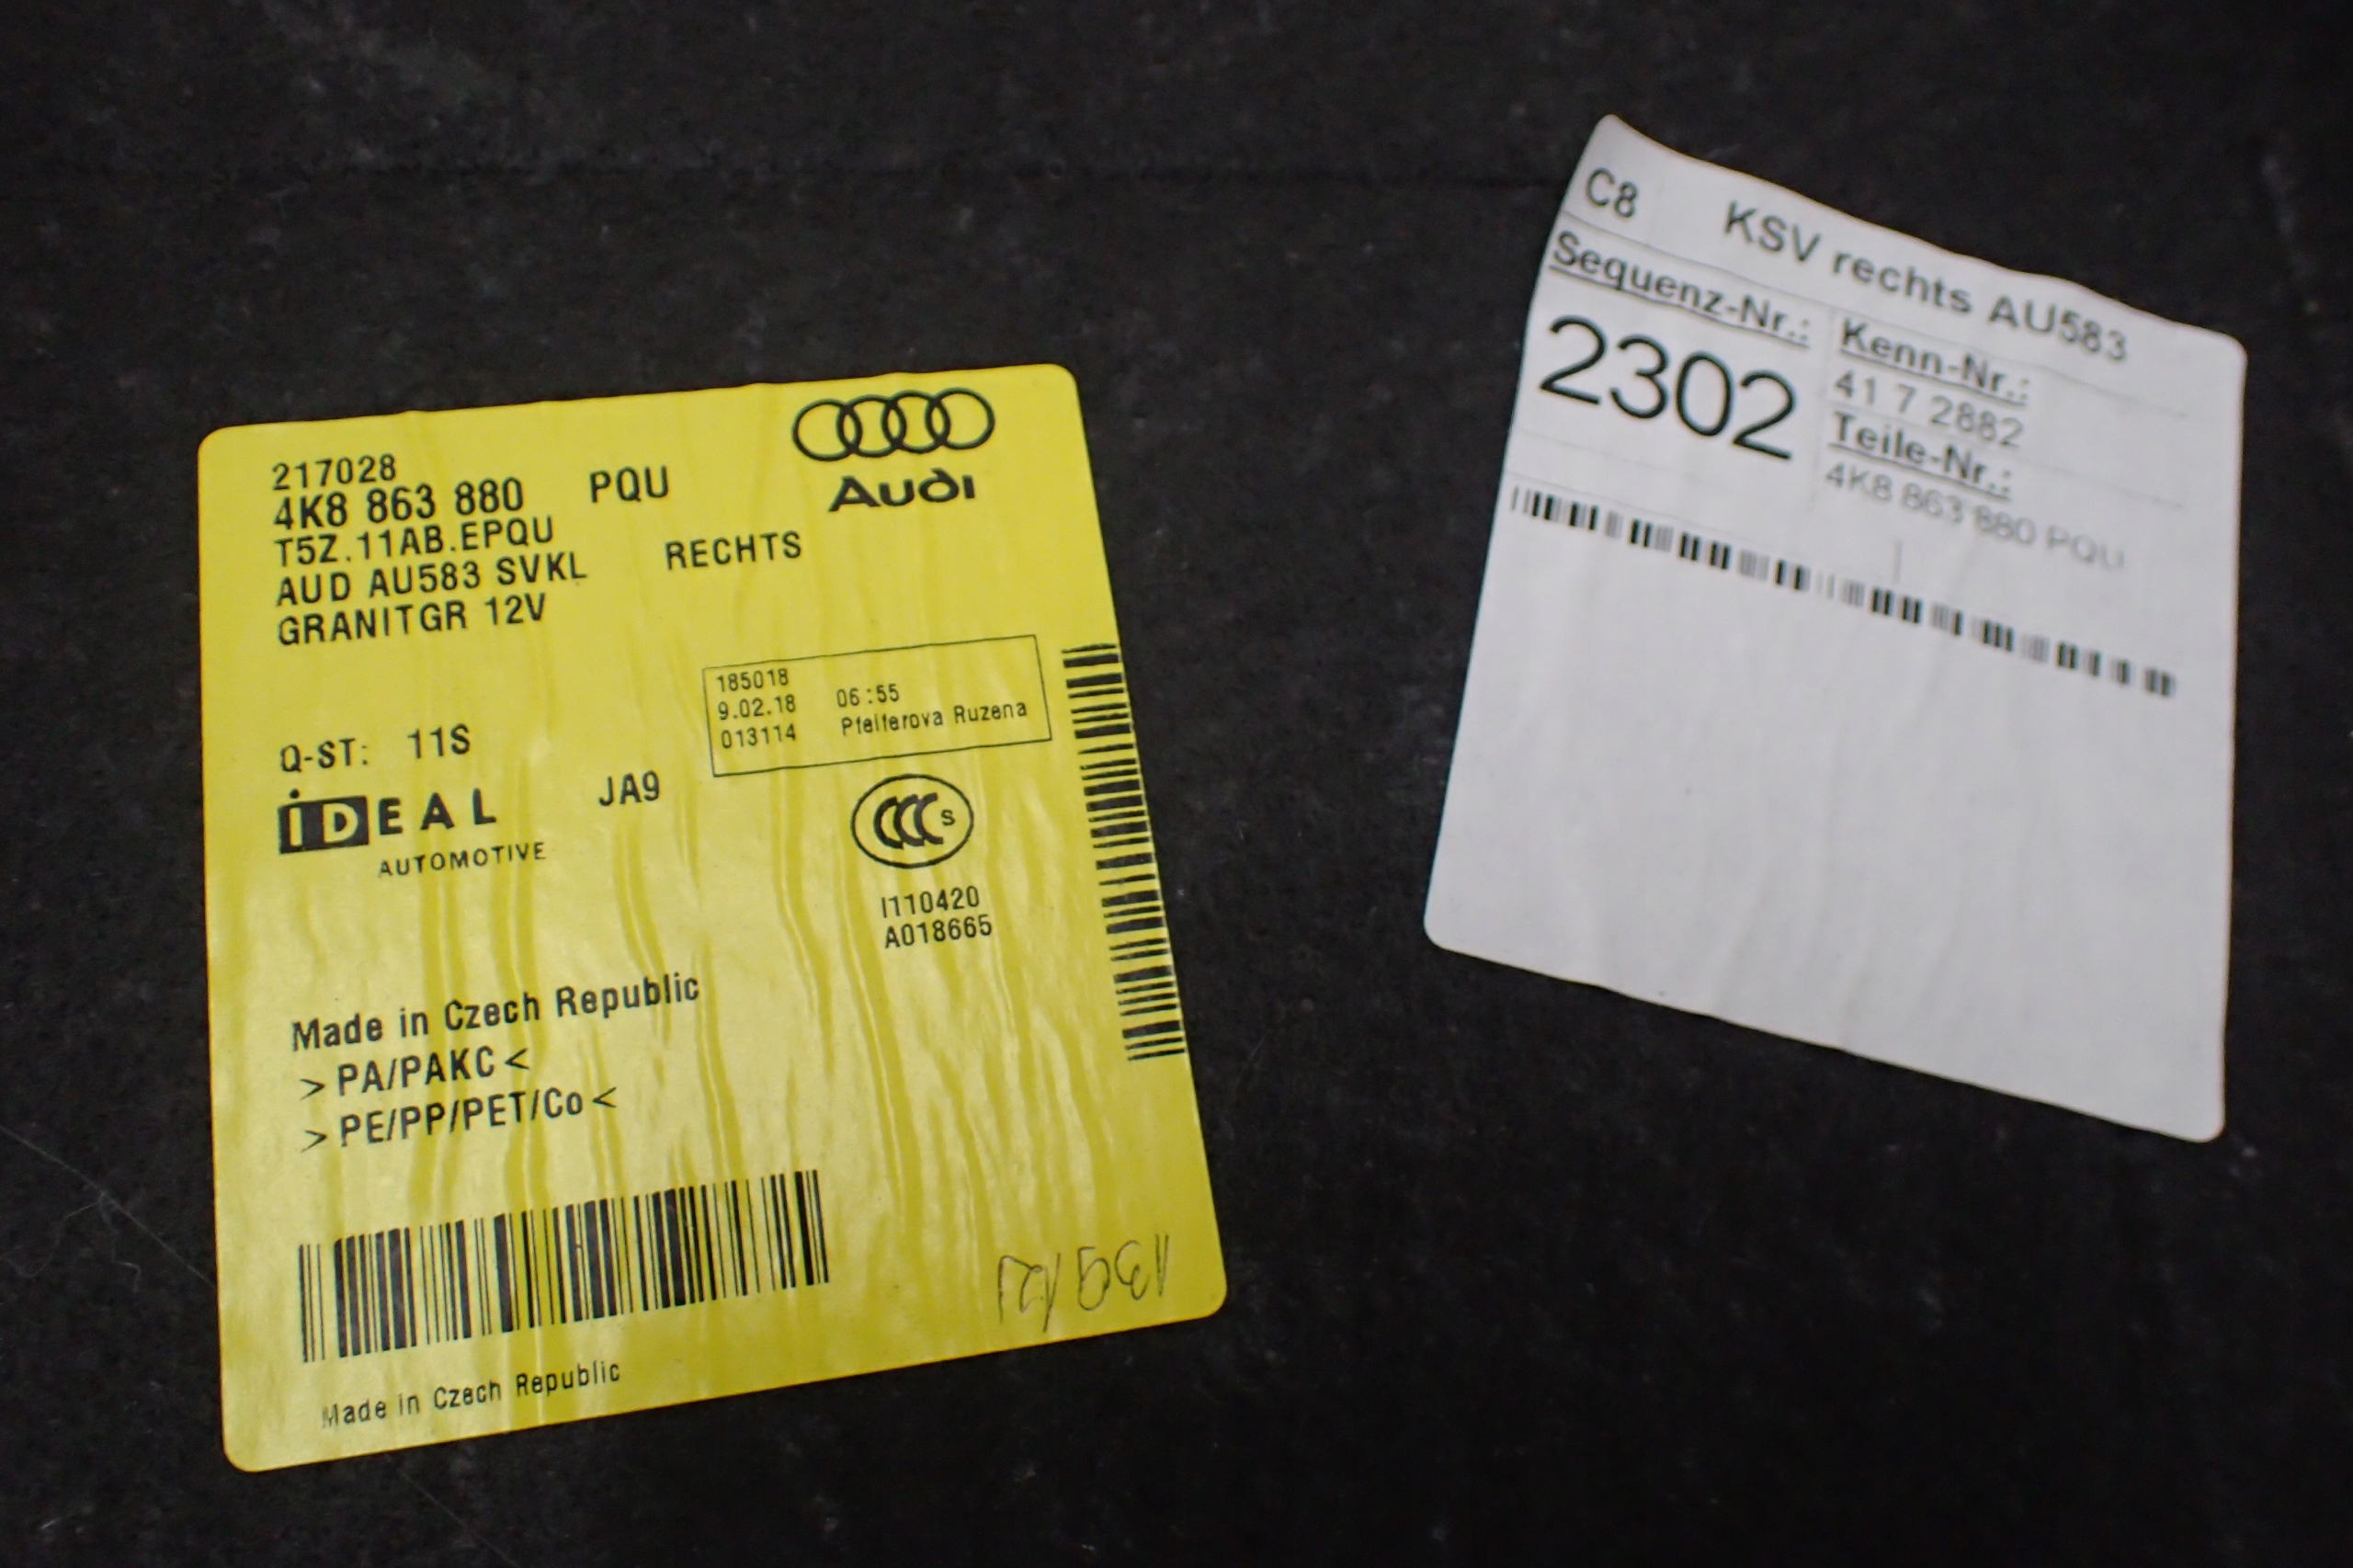 217028
4K8 863 880 PQU
T5Z.11AB.EPQU
AUD AU583 SVKL RECHTS
GRANITGR 12V
Audi
185018
9.02.18 06:55
013114 Pfeiferova Ruzena
Q-ST: 11S
iDEAL JA9
AUTOMOTIVE
CCC S
I110420
A018665
Made in Czech Republic
>PA/PAKC<
>PE/PP/PET/Co<
Made in Czech Republic
C8 KSV rechts AU583
Sequenz-Nr.: Kenn-Nr.:
2302 41 7 2882
Teile-Nr.:
4K8 863 880 PQU